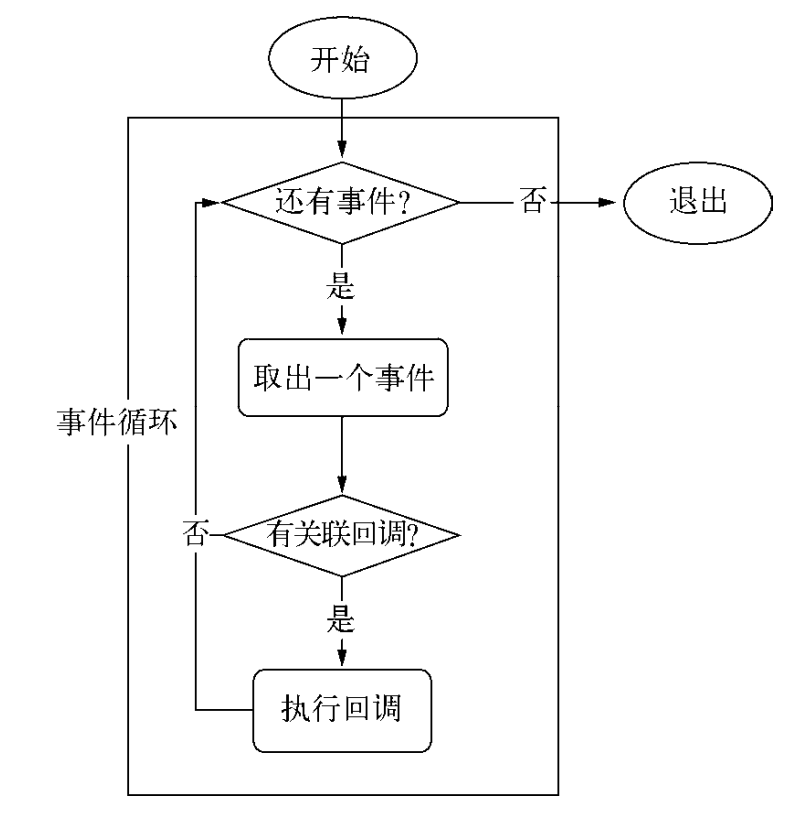 开始
还有事件?
否
退出
是
取出一个事件
事件循环
否
有关联回调?
是
执行回调